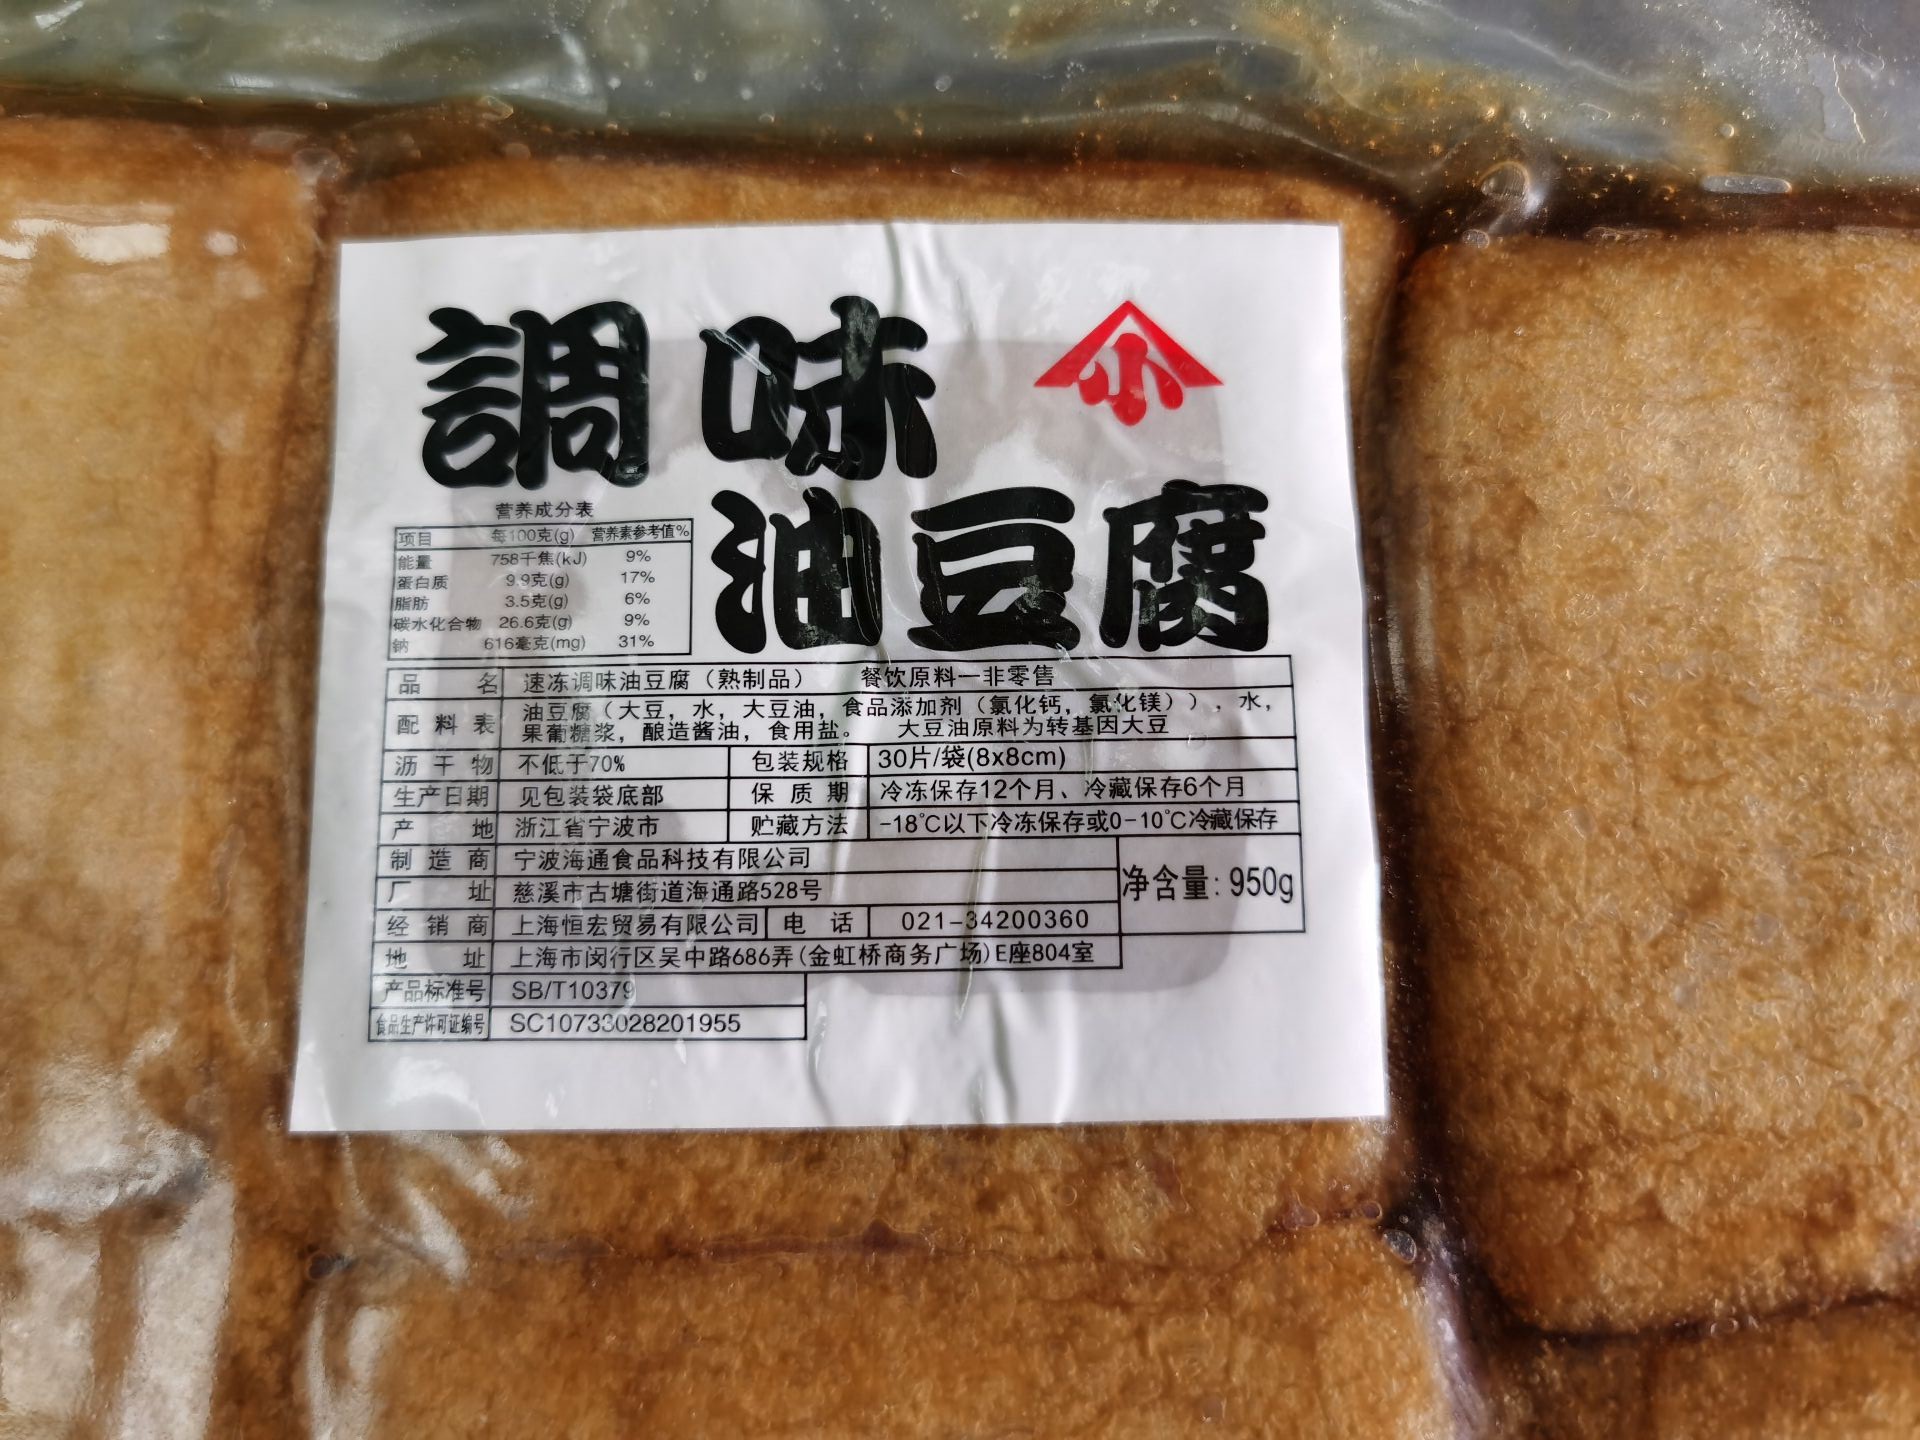 調味
小
油豆腐
营养成分表
项目 每100克(g) 营养素参考值%
能量 758千焦(kJ) 9%
蛋白质 9.9克(g) 17%
脂肪 3.5克(g) 6%
碳水化合物 26.6克(g) 9%
钠 616毫克(mg) 31%
品名 速冻调味油豆腐（熟制品） 餐饮原料一非零售
配料表 油豆腐（大豆，水，大豆油，食品添加剂（氯化钙，氯化镁）），水，
果葡糖浆，酿造酱油，食用盐。 大豆油原料为转基因大豆
沥干物 不低于70% 包装规格 30片/袋(8x8cm)
生产日期 见包装袋底部 保质期 冷冻保存12个月、冷藏保存6个月
产地 浙江省宁波市 贮藏方法 -18℃以下冷冻保存或0-10℃冷藏保存
制造商 宁波海通食品科技有限公司
净含量: 950g
厂址 慈溪市古塘街道海通路528号
经销商 上海恒宏贸易有限公司 电话 021-34200360
地址 上海市闵行区吴中路686弄(金虹桥商务广场)E座804室
产品标准号 SB/T10379
食品生产许可证编号 SC10733028201955